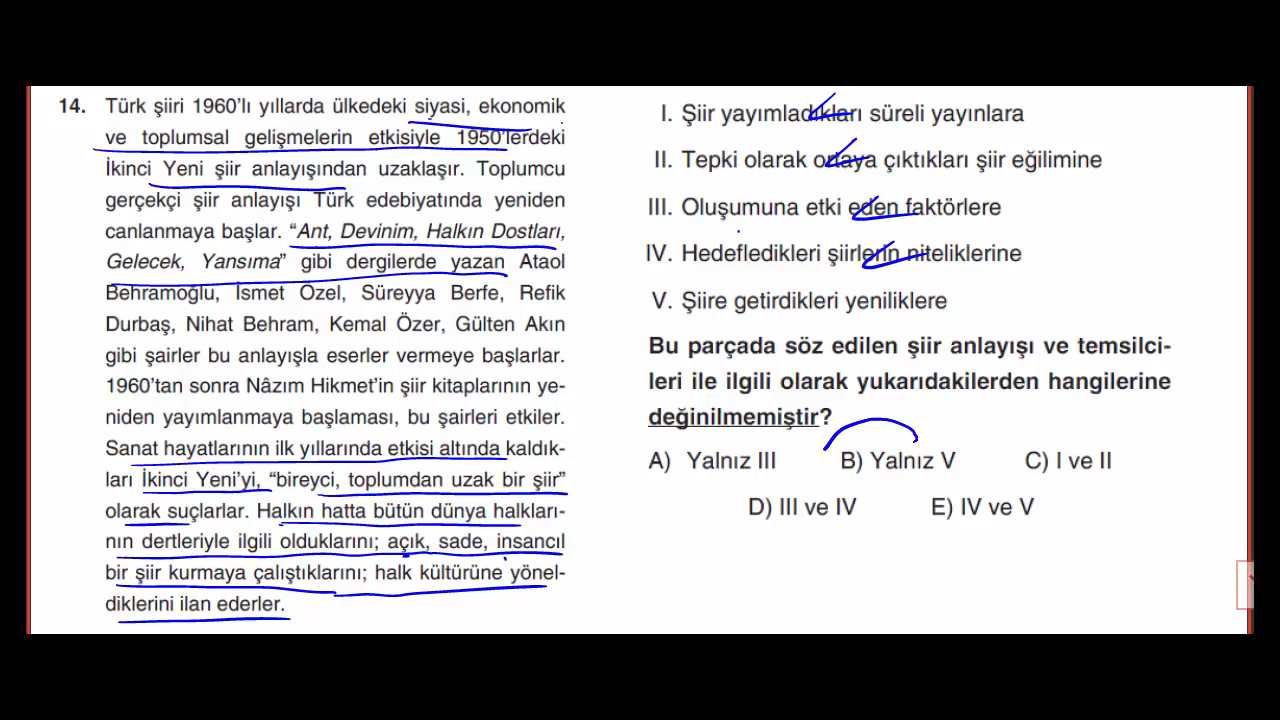 14. Türk şiiri 1960'lı yıllarda ülkedeki siyasi, ekonomik
ve toplumsal gelişmelerin etkisiyle 1950'lerdeki
İkinci Yeni şiir anlayışından uzaklaşır. Toplumcu
gerçekçi şiir anlayışı Türk edebiyatında yeniden
canlanmaya başlar. “Ant, Devinim, Halkın Dostları,
Gelecek, Yansıma” gibi dergilerde yazan Ataol
Behramoğlu, İsmet Özel, Süreyya Berfe, Refik
Durbaş, Nihat Behram, Kemal Özer, Gülten Akın
gibi şairler bu anlayışla eserler vermeye başlarlar.
1960'tan sonra Nâzım Hikmet'in şiir kitaplarının ye-
niden yayımlanmaya başlaması, bu şairleri etkiler.
Sanat hayatlarının ilk yıllarında etkisi altında kaldık-
ları İkinci Yeni'yi, “bireyci, toplumdan uzak bir şiir”
olarak suçlarlar. Halkın hatta bütün dünya halkları-
nın dertleriyle ilgili olduklarını; açık, sade, insancıl
bir şiir kurmaya çalıştıklarını; halk kültürüne yönel-
diklerini ilan ederler.
I. Şiir yayımladıkları süreli yayınlara
II. Tepki olarak ortaya çıktıkları şiir eğilimine
III. Oluşumuna etki eden faktörlere
IV. Hedefledikleri şiirlerin niteliklerine
V. Şiire getirdikleri yeniliklere
Bu parçada söz edilen şiir anlayışı ve temsilci-
leri ile ilgili olarak yukarıdakilerden hangilerine
değinilmemiştir?
A) Yalnız III B) Yalnız V C) I ve II
D) III ve IV E) IV ve V